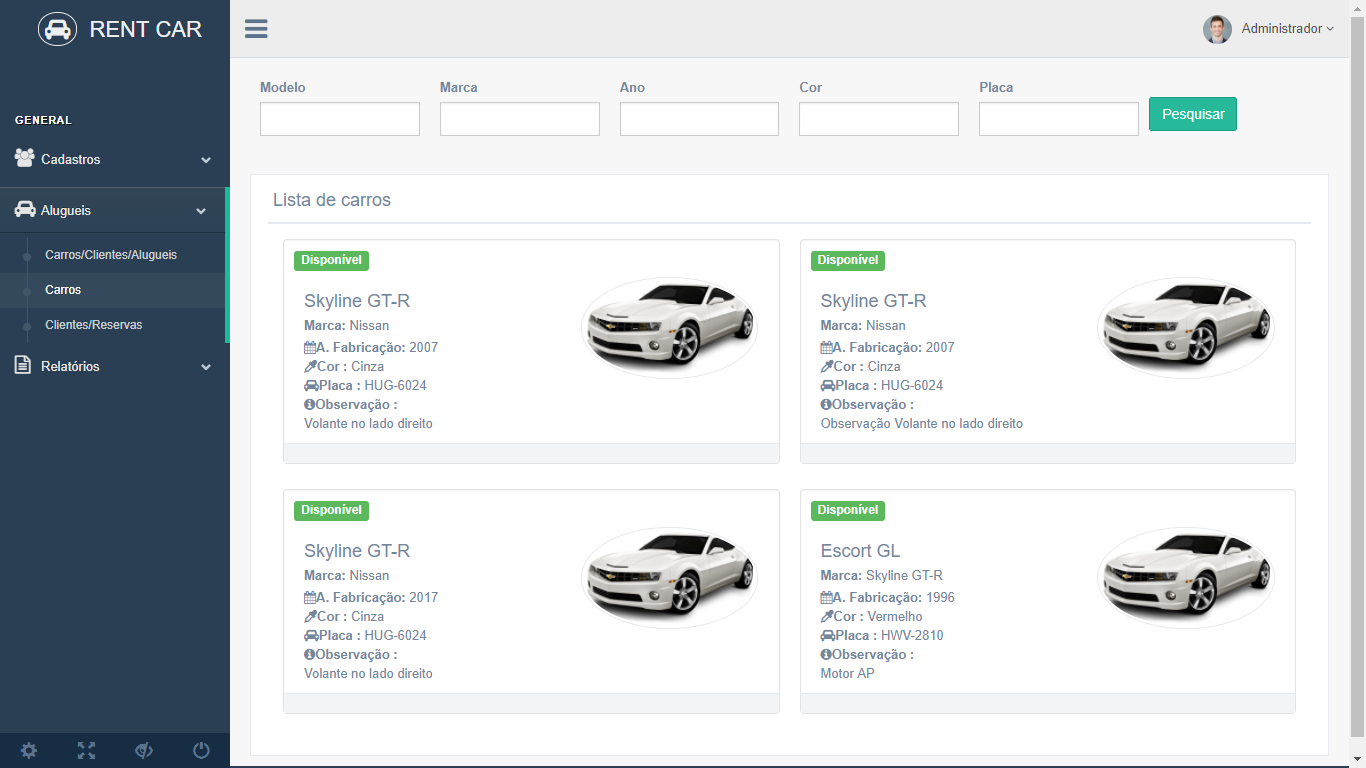 RENT CAR
Administrador
GENERAL
Cadastros
Alugueis
Carros/Clientes/Alugueis
Carros
Clientes/Reservas
Relatórios
Modelo
Marca
Ano
Cor
Placa
Pesquisar
Lista de carros
Disponível
Skyline GT-R
Marca: Nissan
A. Fabricação: 2007
Cor : Cinza
Placa : HUG-6024
Observação :
Volante no lado direito
Disponível
Skyline GT-R
Marca: Nissan
A. Fabricação: 2007
Cor : Cinza
Placa : HUG-6024
Observação :
Observação Volante no lado direito
Disponível
Skyline GT-R
Marca: Nissan
A. Fabricação: 2017
Cor : Cinza
Placa : HUG-6024
Observação :
Volante no lado direito
Disponível
Escort GL
Marca: Skyline GT-R
A. Fabricação: 1996
Cor : Vermelho
Placa : HWV-2810
Observação :
Motor AP